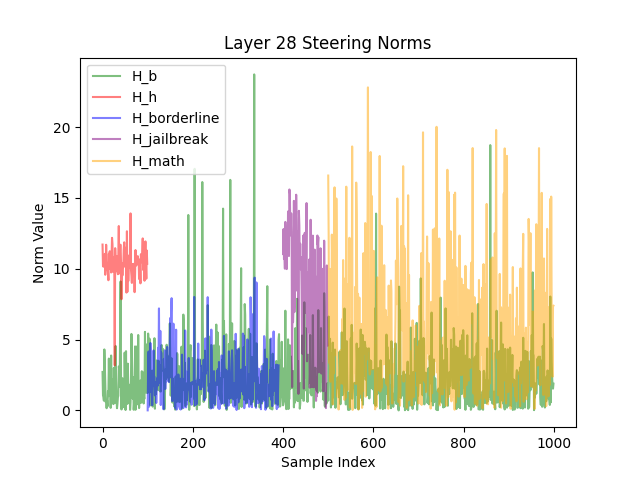 Layer 28 Steering Norms
H_b
H_h
H_borderline
H_jailbreak
H_math
Norm Value
20
15
10
5
0
0
200
400
600
800
1000
Sample Index